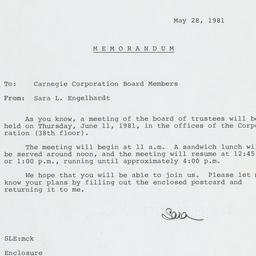 May 28, 1981
MEMORANDUM
To: Carnegie Corporation Board Members
From: Sara L. Engelhardt
As you know, a meeting of the board of trustees will be
held on Thursday, June 11, 1981, in the offices of the Corpo
ration (38th floor).
The meeting will begin at 11 a.m. A sandwich lunch wi
be served around noon, and the meeting will resume at 12:45
or 1:00 p.m., running until approximately 4:00 p.m.
We hope that you will be able to join us. Please let
know your plans by filling out the enclosed postcard and
returning it to me.
Sara
SLE:mck
Enclosure